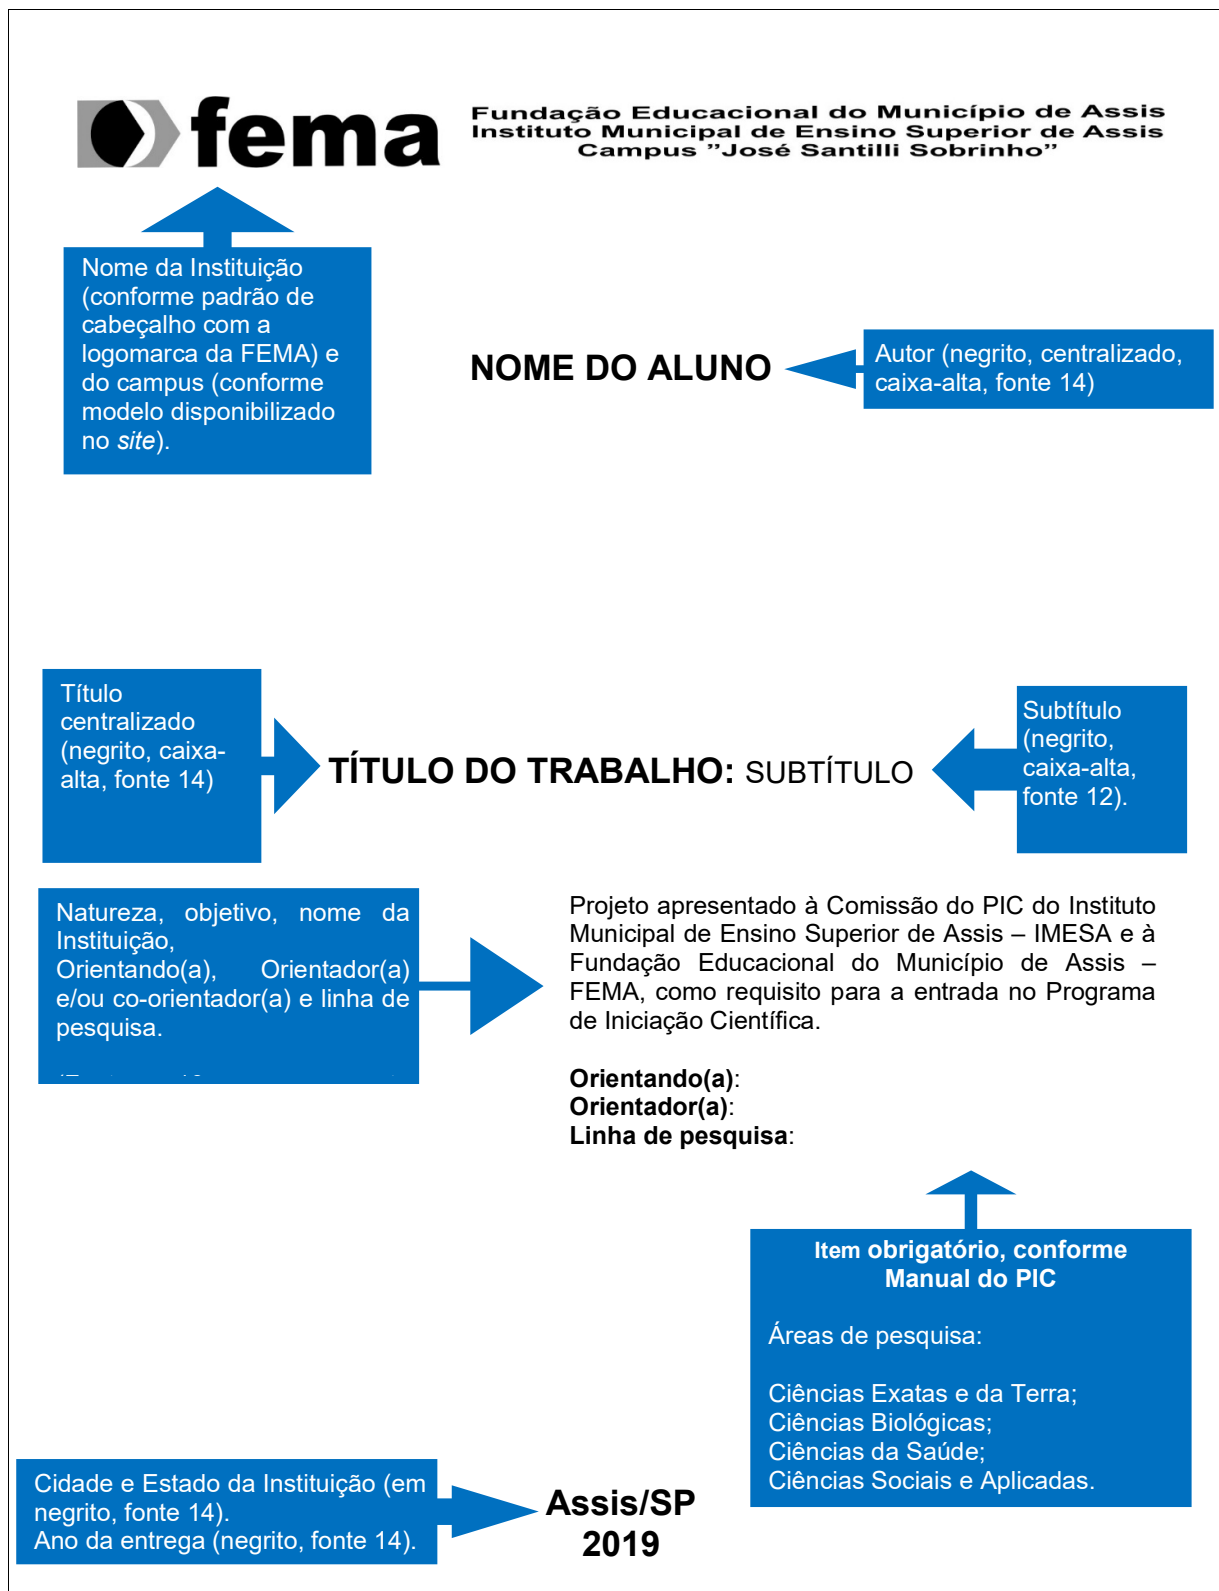 fema
Fundação Educacional do Município de Assis
Instituto Municipal de Ensino Superior de Assis
Campus ”José Santilli Sobrinho”
Nome da Instituição
(conforme padrão de
cabeçalho com a
logomarca da FEMA) e
do campus (conforme
modelo disponibilizado
no site).
NOME DO ALUNO
Autor (negrito, centralizado,
caixa-alta, fonte 14)
Título
centralizado
(negrito, caixa-
alta, fonte 14)
TÍTULO DO TRABALHO: SUBTÍTULO
Subtítulo
(negrito,
caixa-alta,
fonte 12).
Natureza, objetivo, nome da
Instituição,
Orientando(a), Orientador(a)
e/ou co-orientador(a) e linha de
pesquisa.
Projeto apresentado à Comissão do PIC do Instituto
Municipal de Ensino Superior de Assis – IMESA e à
Fundação Educacional do Município de Assis –
FEMA, como requisito para a entrada no Programa
de Iniciação Científica.
Orientando(a):
Orientador(a):
Linha de pesquisa:
Item obrigatório, conforme
Manual do PIC
Áreas de pesquisa:
Ciências Exatas e da Terra;
Ciências Biológicas;
Ciências da Saúde;
Ciências Sociais e Aplicadas.
Cidade e Estado da Instituição (em
negrito, fonte 14).
Ano da entrega (negrito, fonte 14).
Assis/SP
2019